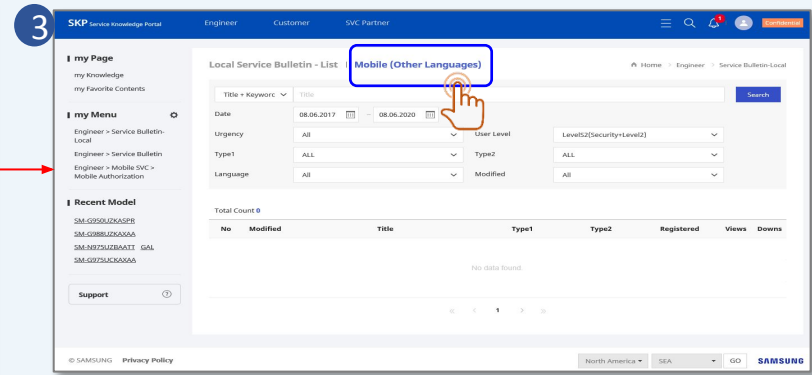 3
SKP Service Knowledge Portal
Engineer
Customer
SVC Partner
1
Confidential
my Page
my Knowledge
my Favorite Contents
my Menu
Engineer > Service Bulletin-
Local
Engineer > Service Bulletin
Engineer > Mobile SVC >
Mobile Authorization
Recent Model
SM-G950UZKASPR
SM-G988UZKAXAA
SM-N975UZBAATT GAL
SM-G975UCKAXAA
Support ?
Local Service Bulletin - List | Mobile (Other Languages)
Home > Engineer > Service Bulletin-Local
Title + Keyworc Title Search
Date 08.06.2017 ~ 08.06.2020
Urgency All User Level LevelS2(Security+Level2)
Type1 ALL Type2 ALL
Language All Modified All
Total Count 0
No Modified Title Type1 Type2 Registered Views Downs
No data found
« < 1 > »
© SAMSUNG Privacy Policy
North America SEA GO SAMSUNG